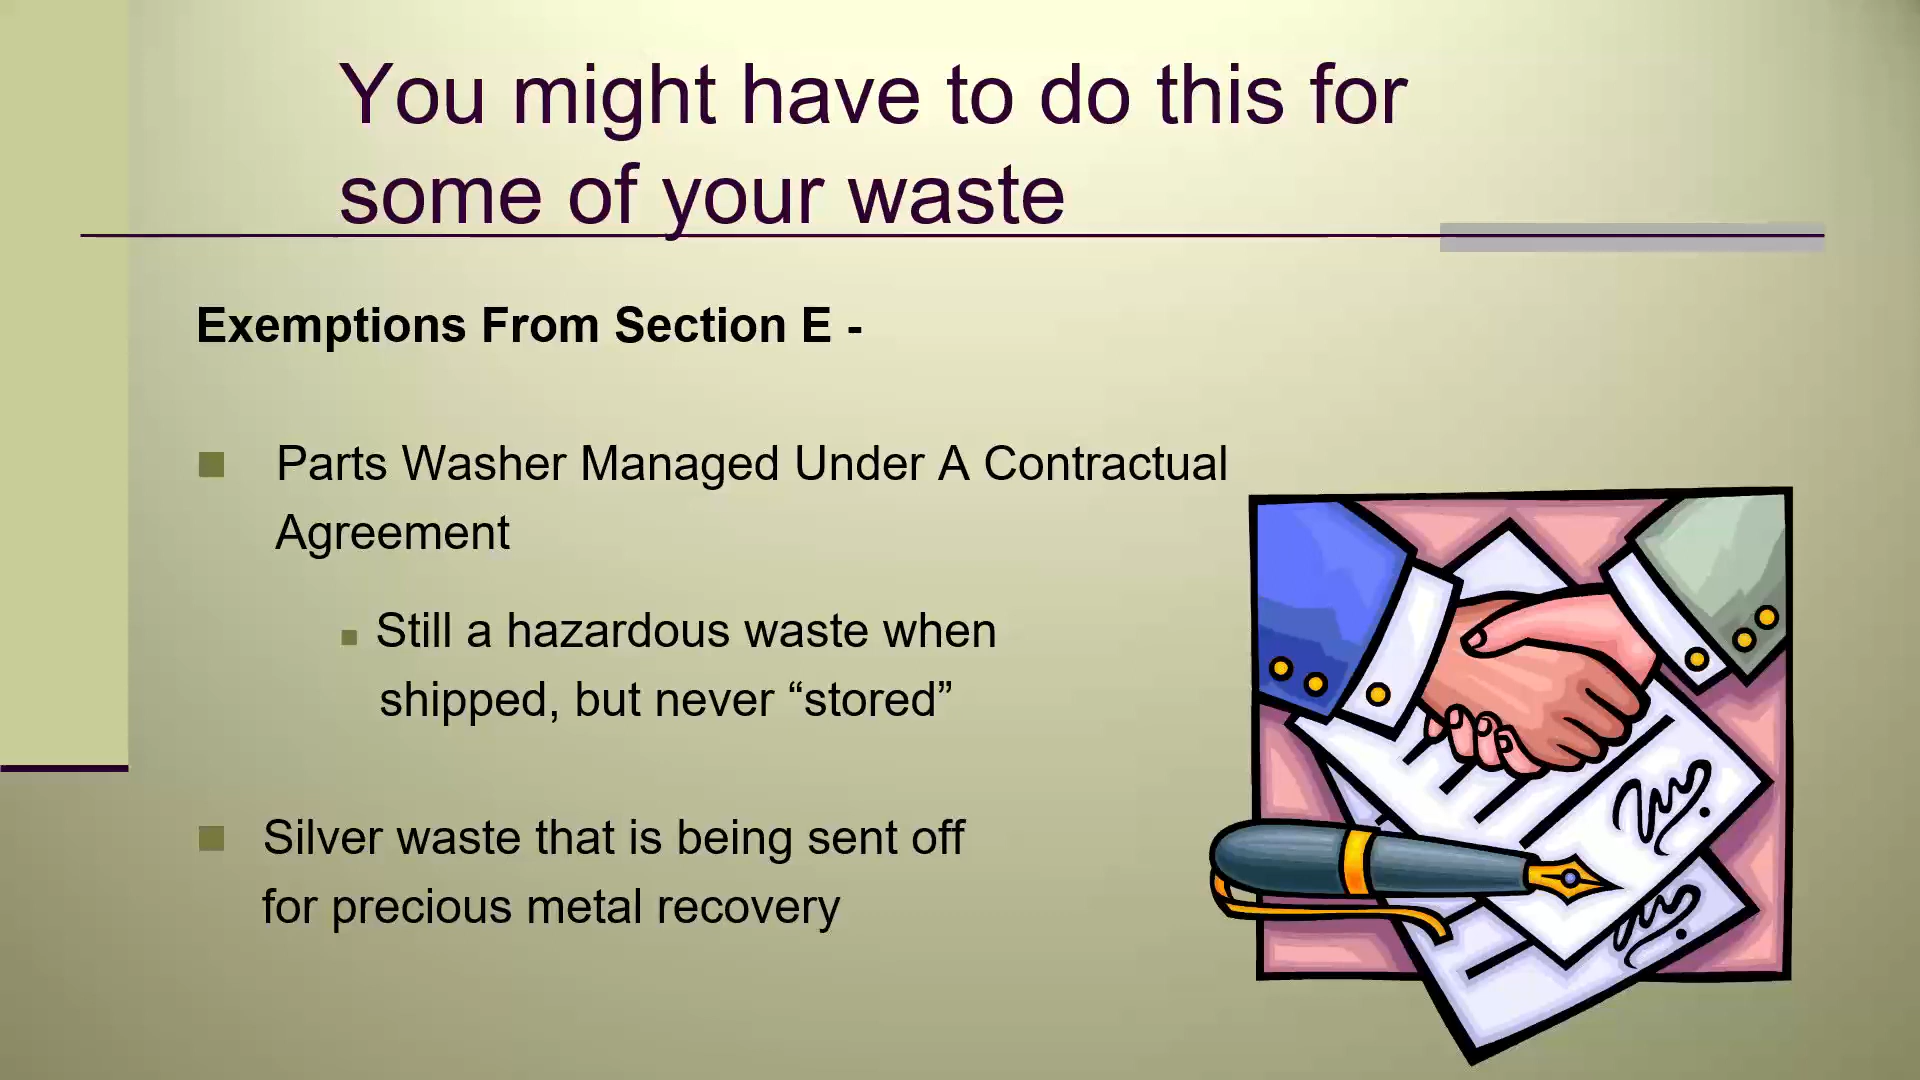 You might have to do this for
some of your waste
Exemptions From Section E -
Parts Washer Managed Under A Contractual
Agreement
Still a hazardous waste when
shipped, but never “stored”
Silver waste that is being sent off
for precious metal recovery